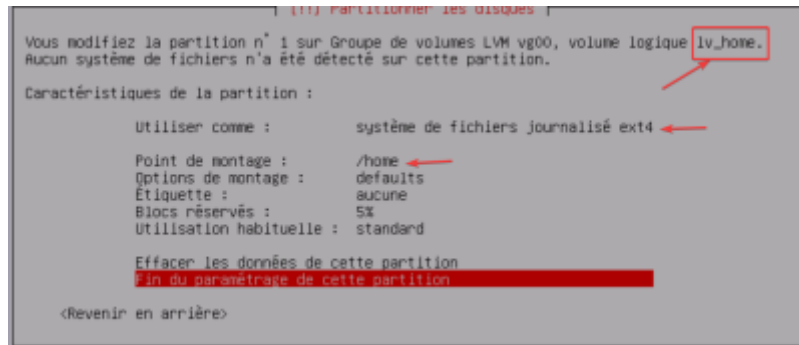 [!!] Partitionner les disques
Vous modifiez la partition n° 1 sur Groupe de volumes LVM vg00, volume logique lv_home.
Aucun système de fichiers n'a été détecté sur cette partition.
Caractéristiques de la partition :
Utiliser comme : système de fichiers journalisé ext4
Point de montage : /home
Options de montage : defaults
Étiquette : aucune
Blocs réservés : 5%
Utilisation habituelle : standard
Effacer les données de cette partition
Fin du paramétrage de cette partition
<Revenir en arrière>